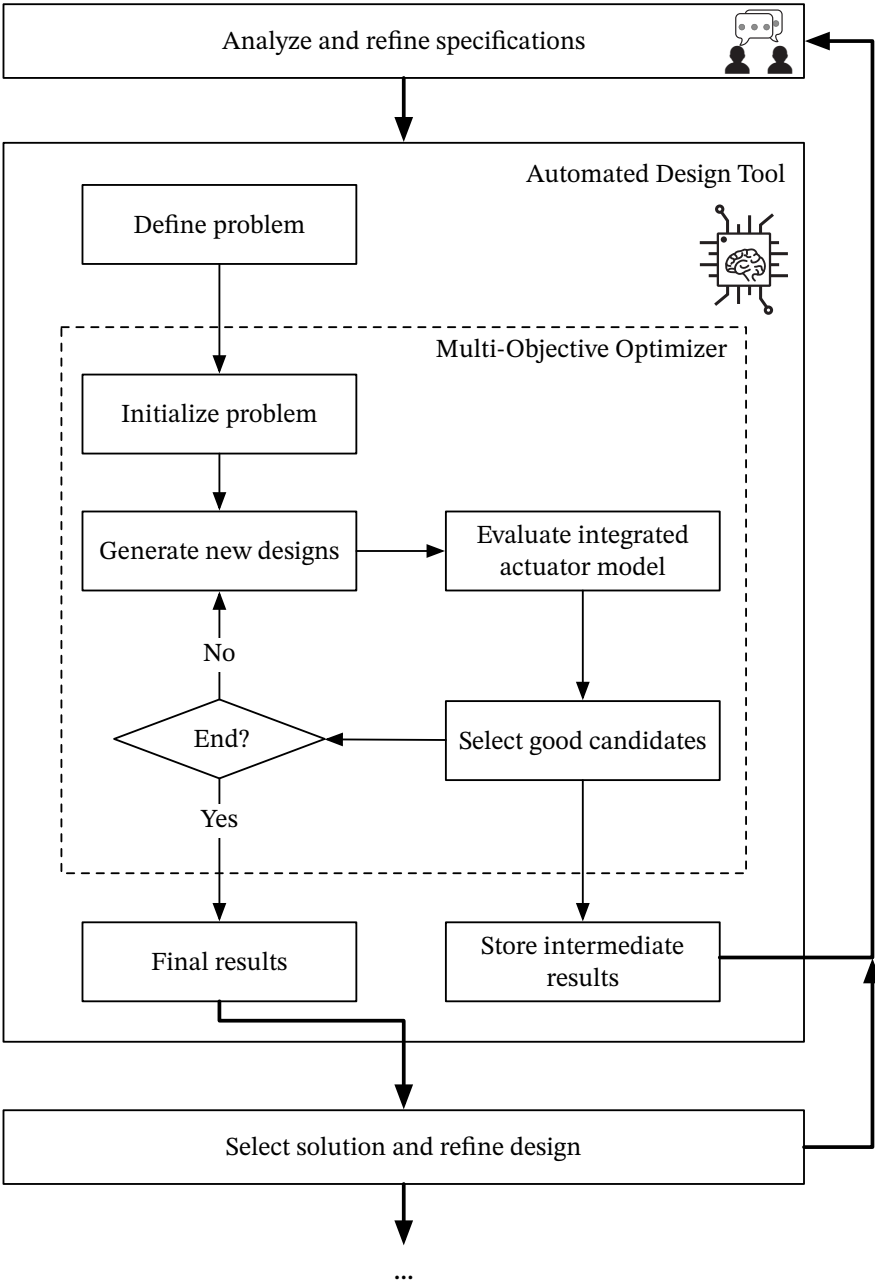 Analyze and refine specifications
Automated Design Tool
Define problem
Multi-Objective Optimizer
Initialize problem
Generate new designs
Evaluate integrated
actuator model
No
End?
Select good candidates
Yes
Final results
Store intermediate
results
Select solution and refine design
...